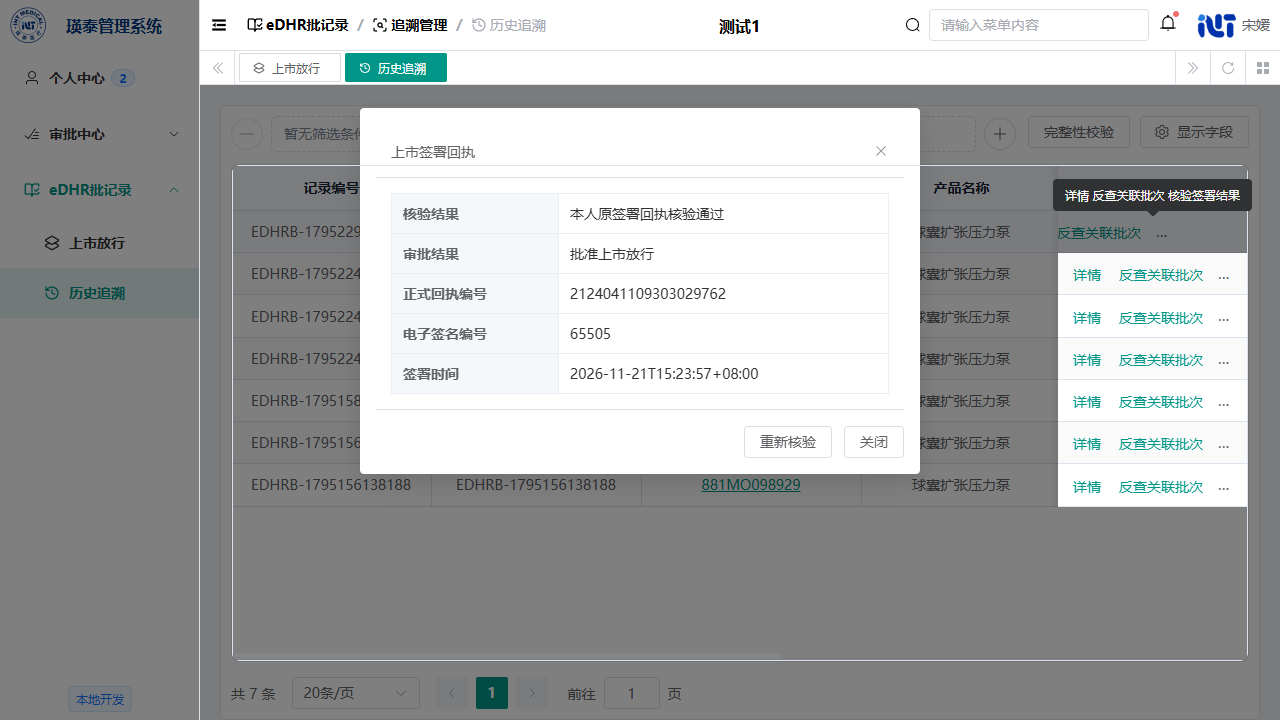 瑛泰管理系统
eDHR批记录 / 追溯管理 / 历史追溯
测试1
请输入菜单内容
宋媛
个人中心 2
审批中心
eDHR批记录
上市放行
历史追溯
本地开发
上市放行
历史追溯
暂无筛选条件
完整性校验
显示字段
记录编号
产品名称
详情 反查关联批次 核验签署结果
EDHRB-1795229
球囊扩张压力泵
反查关联批次 ...
EDHRB-1795224
球囊扩张压力泵
详情 反查关联批次 ...
EDHRB-1795224
球囊扩张压力泵
详情 反查关联批次 ...
EDHRB-1795224
球囊扩张压力泵
详情 反查关联批次 ...
EDHRB-1795158
球囊扩张压力泵
详情 反查关联批次 ...
EDHRB-1795156
球囊扩张压力泵
详情 反查关联批次 ...
EDHRB-1795156138188 EDHRB-1795156138188 881MO098929 球囊扩张压力泵 详情 反查关联批次 ...
上市签署回执
核验结果 本人原签署回执核验通过
审批结果 批准上市放行
正式回执编号 2124041109303029762
电子签名编号 65505
签署时间 2026-11-21T15:23:57+08:00
重新核验 关闭
共 7 条 20条/页 1 前往 1 页